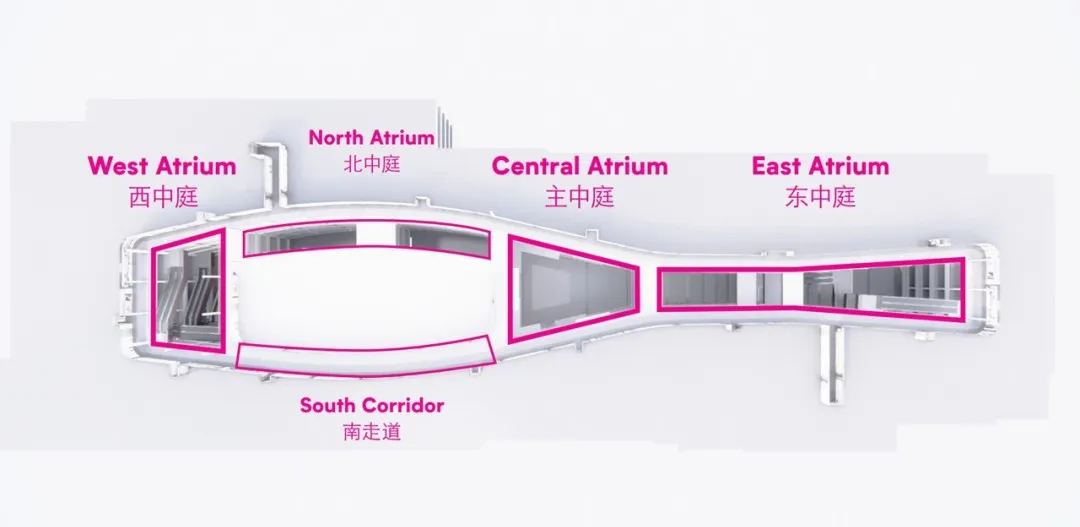 North Atrium
北中庭
West Atrium
西中庭
Central Atrium
主中庭
East Atrium
东中庭
South Corridor
南走道